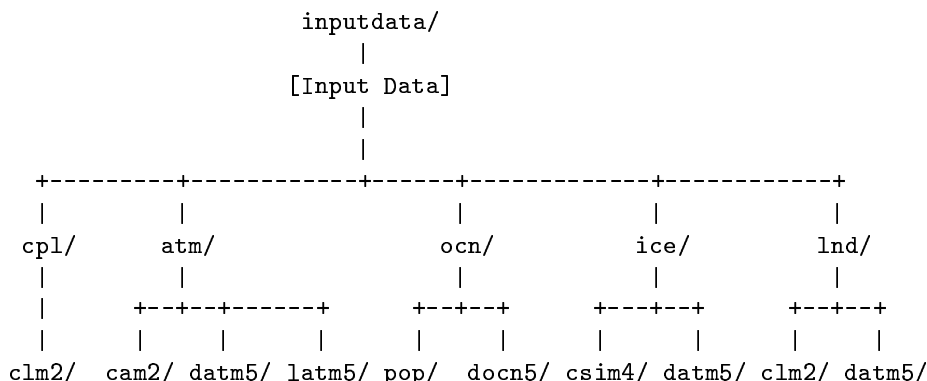 inputdata/
|
[Input Data]
|
|
+---------+------------+------+-------------+------------+
| | | | |
cpl/ atm/ ocn/ ice/ lnd/
| | | | |
| +--+--+-------+ +--+--+ +---+--+ +--+--+
| | | | | | | | | |
clm2/ cam2/ datm5/ latm5/ pop/ docn5/ csim4/ datm5/ clm2/ datm5/